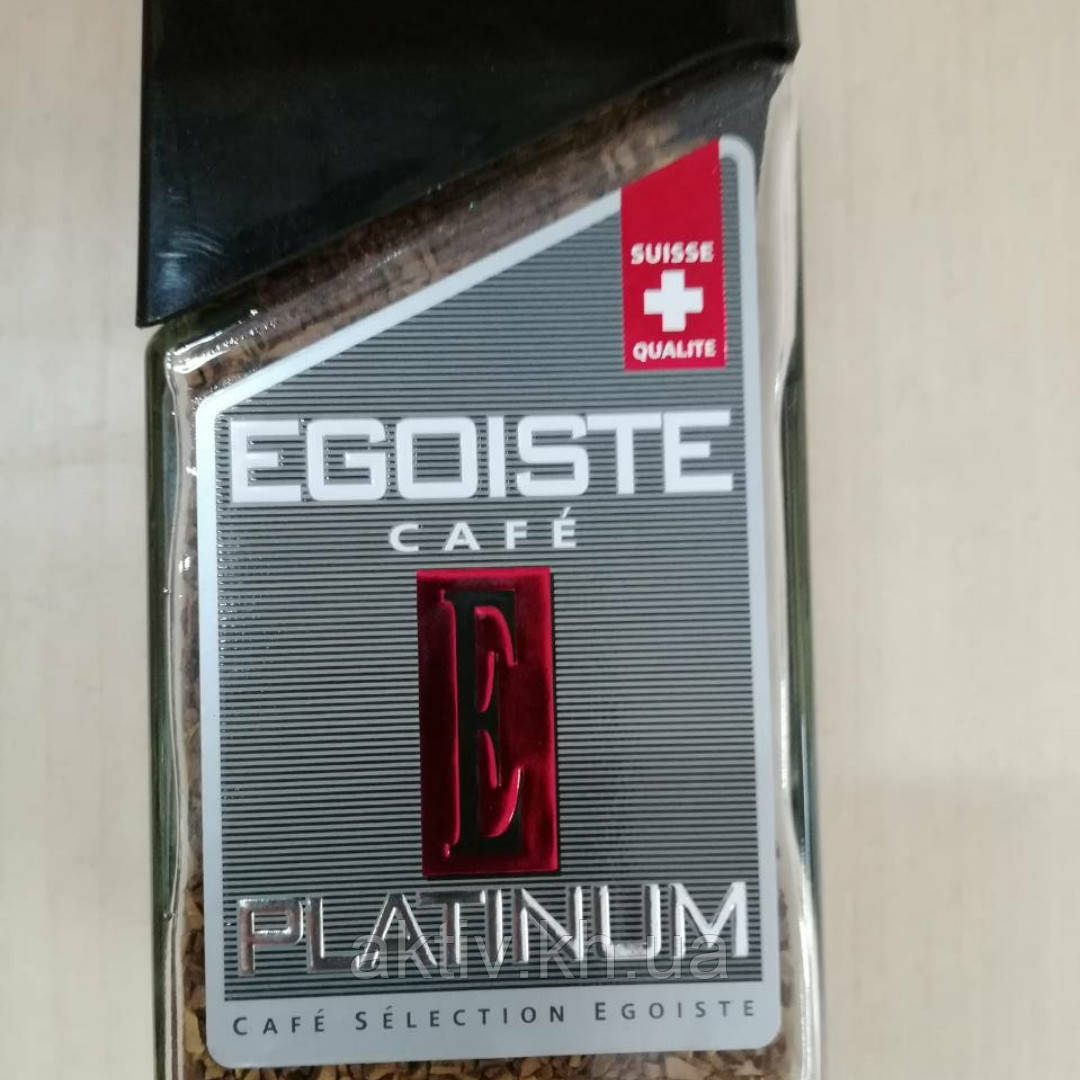 SUISSE
QUALITE
EGOISTE
CAFÉ
E
PLATINUM
aktiv.kh.ua
CAFÉ SÉLECTION EGOISTE